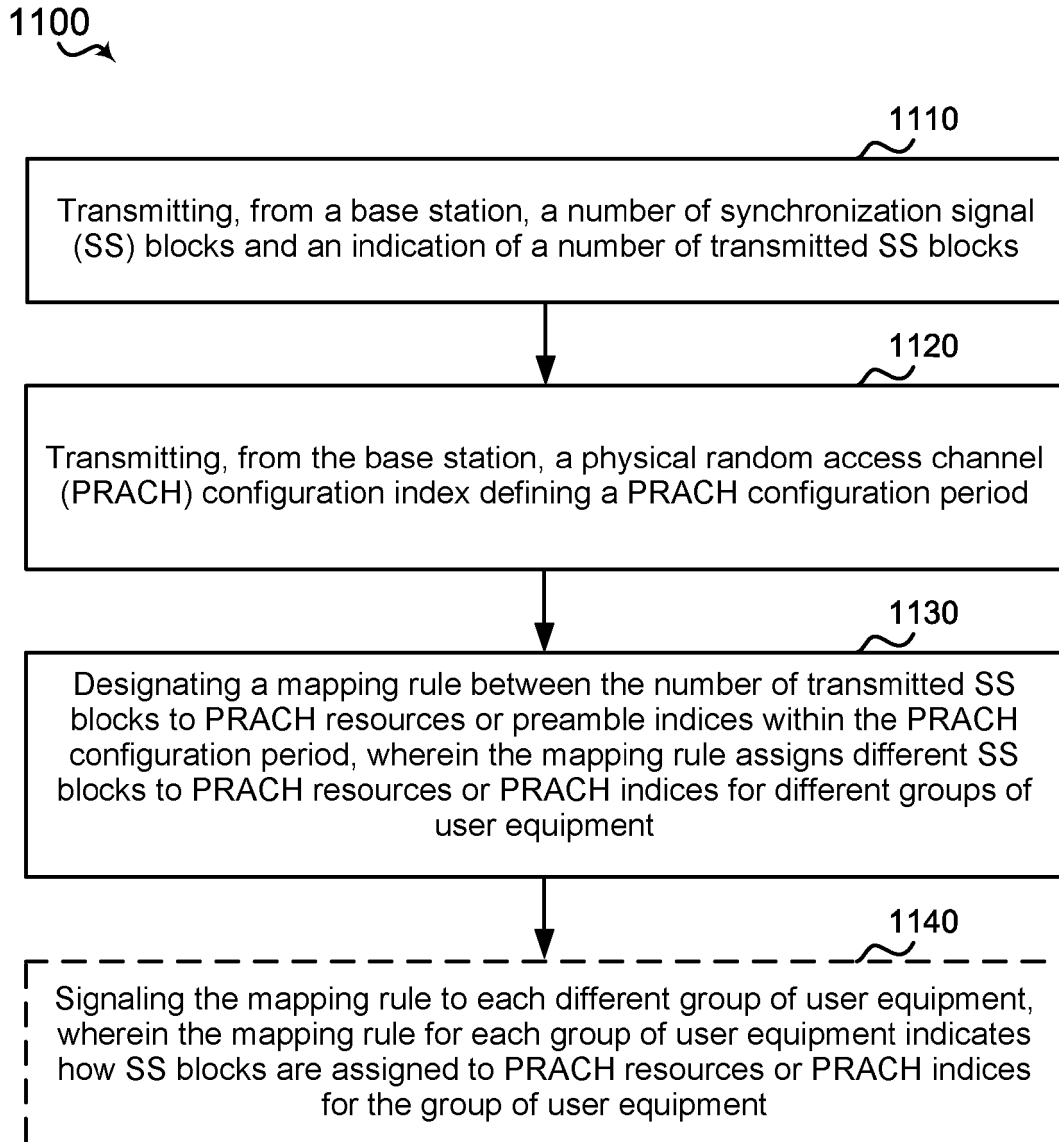 1100
1110
Transmitting, from a base station, a number of synchronization signal
(SS) blocks and an indication of a number of transmitted SS blocks
1120
Transmitting, from the base station, a physical random access channel
(PRACH) configuration index defining a PRACH configuration period
1130
Designating a mapping rule between the number of transmitted SS
blocks to PRACH resources or preamble indices within the PRACH
configuration period, wherein the mapping rule assigns different SS
blocks to PRACH resources or PRACH indices for different groups of
user equipment
1140
Signaling the mapping rule to each different group of user equipment,
wherein the mapping rule for each group of user equipment indicates
how SS blocks are assigned to PRACH resources or PRACH indices
for the group of user equipment